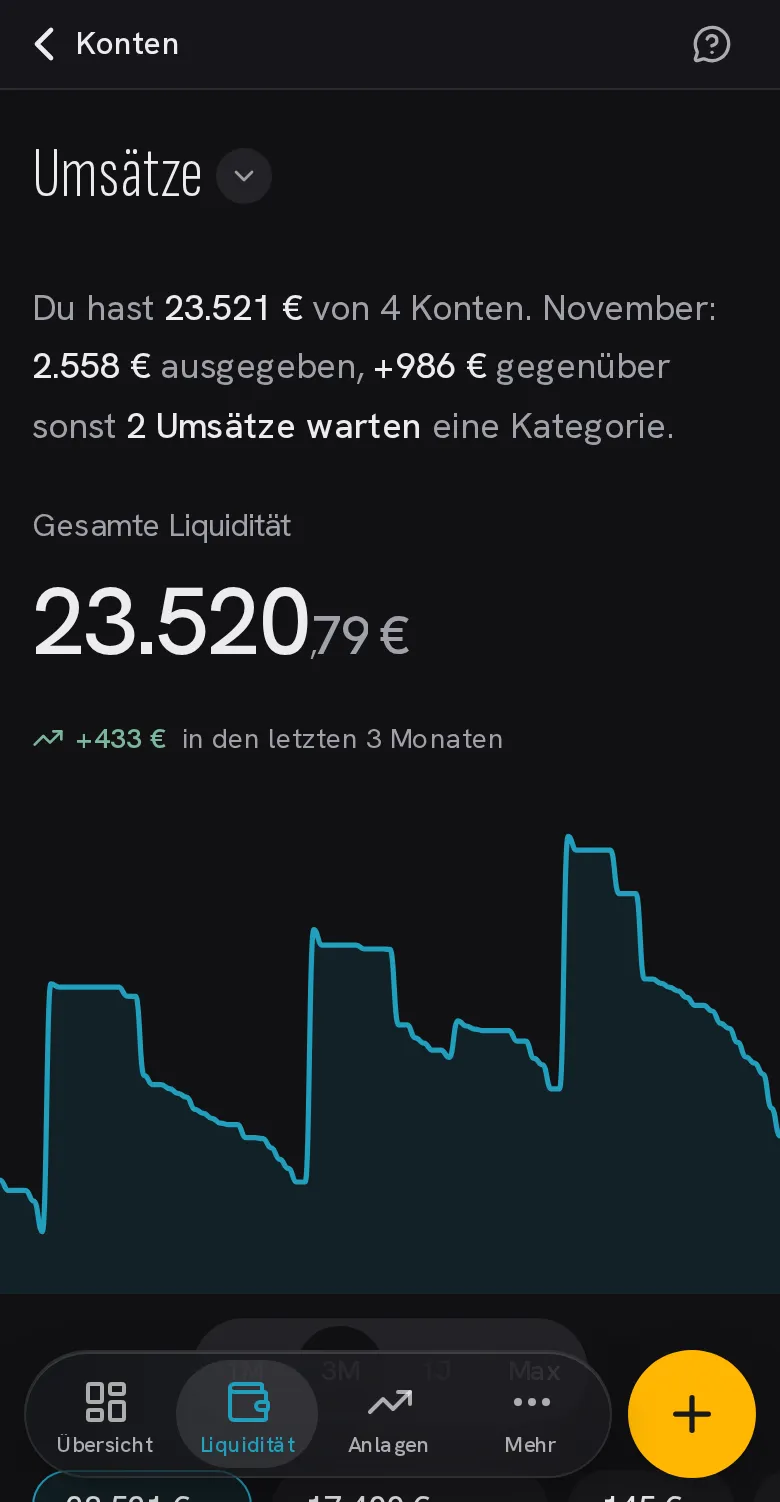 Konten
Umsätze
Du hast 23.521 € von 4 Konten. November:
2.558 € ausgegeben, +986 € gegenüber
sonst 2 Umsätze warten eine Kategorie.
Gesamte Liquidität
23.520,79 €
+433 € in den letzten 3 Monaten
1M 3M 1J Max
Übersicht Liquidität Anlagen Mehr